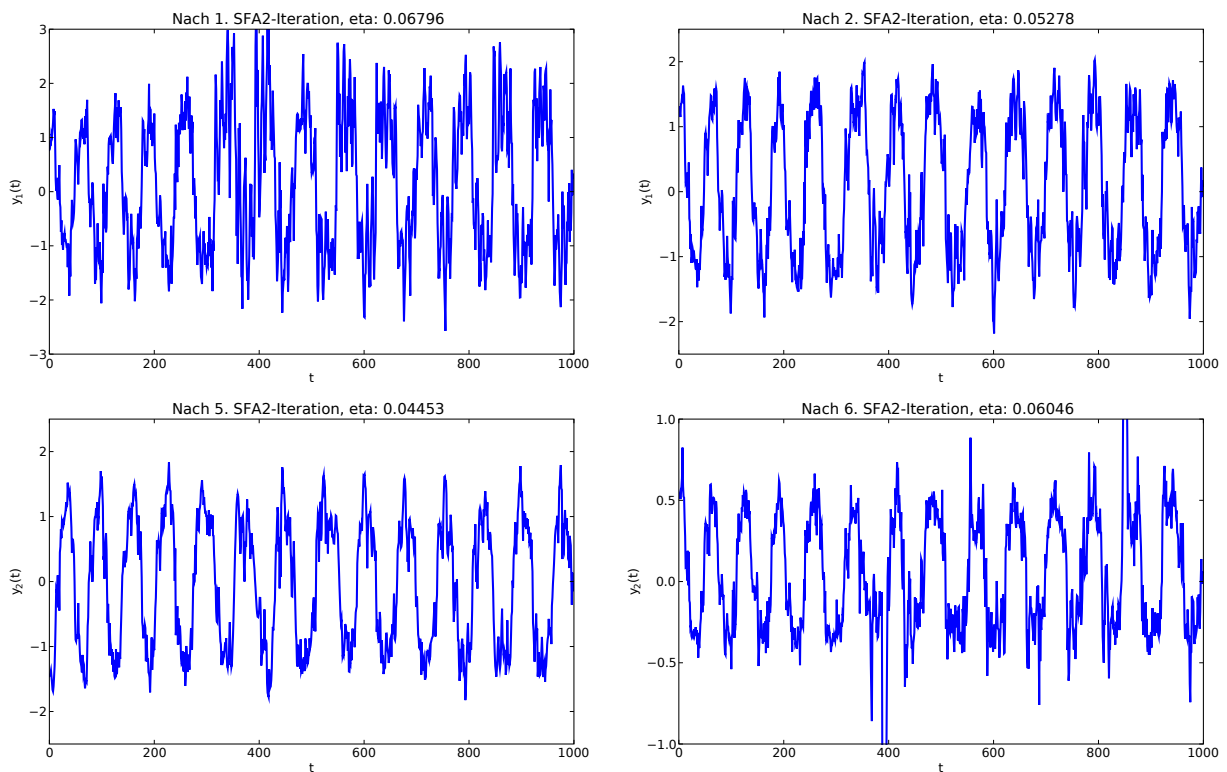 Nach 1. SFA2-Iteration, eta: 0.06796
3
2
1
0
−1
−2
−3
y1(t)
0 200 400 600 800 1000
t
Nach 2. SFA2-Iteration, eta: 0.05278
2
1
0
−1
−2
y1(t)
0 200 400 600 800 1000
t
Nach 5. SFA2-Iteration, eta: 0.04453
2
1
0
−1
−2
y2(t)
0 200 400 600 800 1000
t
Nach 6. SFA2-Iteration, eta: 0.06046
1.0
0.5
0.0
−0.5
−1.0
y2(t)
0 200 400 600 800 1000
t